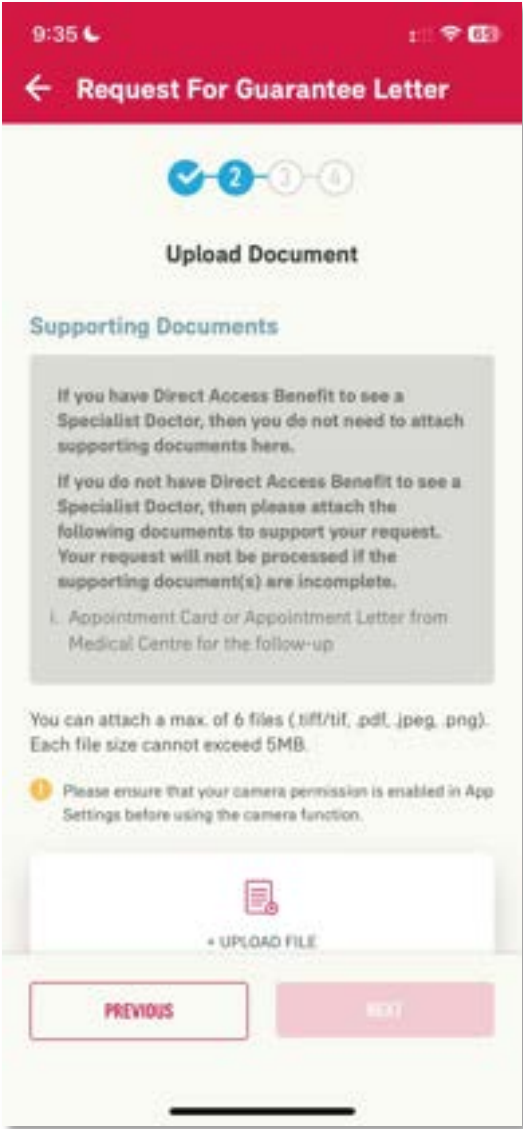 9:35
65
Request For Guarantee Letter
2 3 4
Upload Document
Supporting Documents
If you have Direct Access Benefit to see a
Specialist Doctor, then you do not need to attach
supporting documents here.
If you do not have Direct Access Benefit to see a
Specialist Doctor, then please attach the
following documents to support your request.
Your request will not be processed if the
supporting document(s) are incomplete.
i. Appointment Card or Appointment Letter from
Medical Centre for the follow-up
You can attach a max. of 6 files (.tiff/tif, .pdf, .jpeg, .png).
Each file size cannot exceed 5MB.
Please ensure that your camera permission is enabled in App
Settings before using the camera function.
+ UPLOAD FILE
PREVIOUS
NEXT